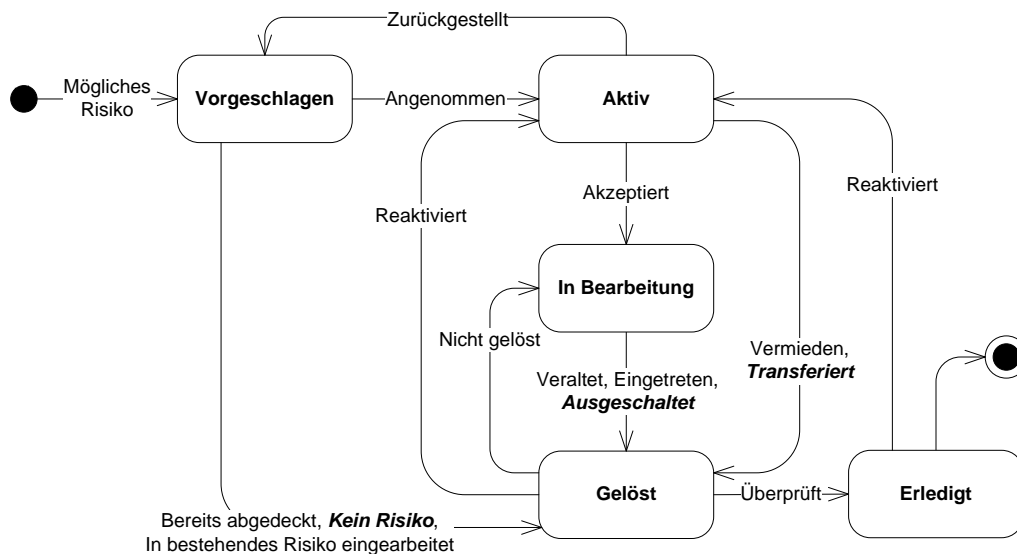 Zurückgestellt
Mögliches
Risiko
Vorgeschlagen
Angenommen
Aktiv
Akzeptiert
Reaktiviert
Reaktiviert
In Bearbeitung
Nicht gelöst
Vermieden,
Transferiert
Veraltet, Eingetreten,
Ausgeschaltet
Gelöst
Überprüft
Erledigt
Bereits abgedeckt, Kein Risiko,
In bestehendes Risiko eingearbeitet